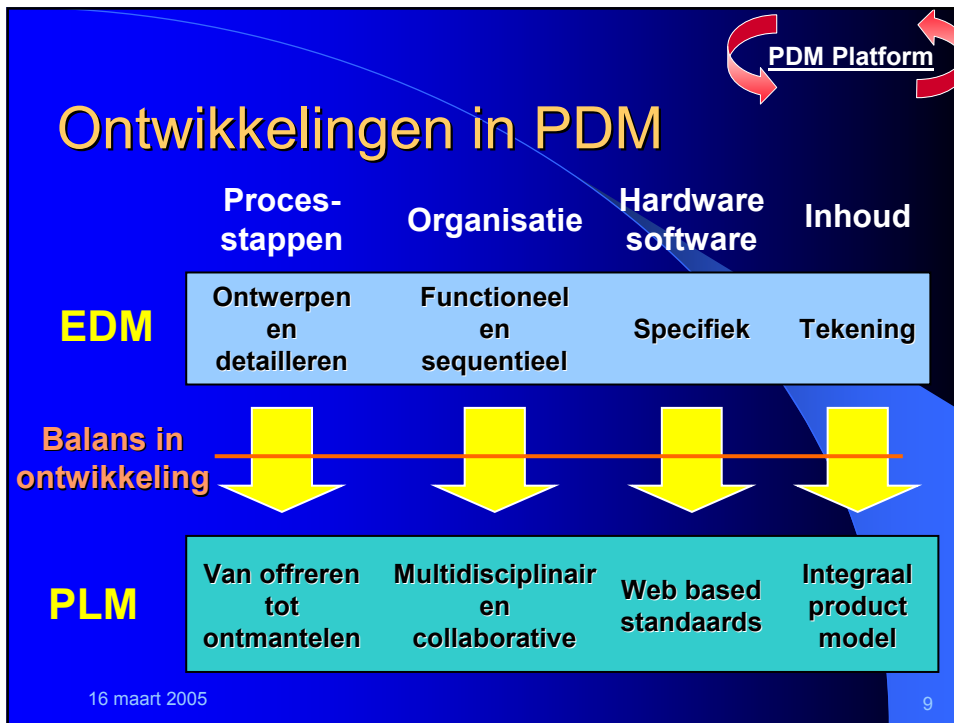 PDM Platform
Ontwikkelingen in PDM
Proces-
stappen
Organisatie
Hardware
software
Inhoud
EDM
Ontwerpen
en
detailleren
Functioneel
en
sequentieel
Specifiek
Tekening
Balans in
ontwikkeling
PLM
Van offreren
tot
ontmantelen
Multidisciplinair
en
collaborative
Web based
standaards
Integraal
product
model
16 maart 2005
9